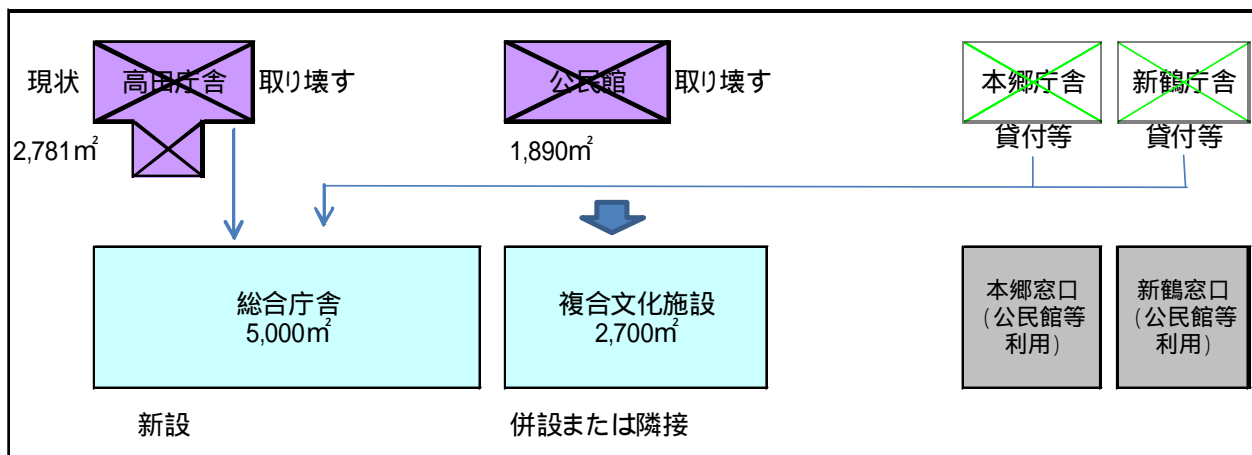 現状
高田庁舎
取り壊す
公民館
取り壊す
本郷庁舎
新鶴庁舎
2,781㎡
1,890㎡
貸付等
貸付等
総合庁舎
5,000㎡
複合文化施設
2,700㎡
本郷窓口
(公民館等
利用)
新鶴窓口
(公民館等
利用)
新設
併設または隣接